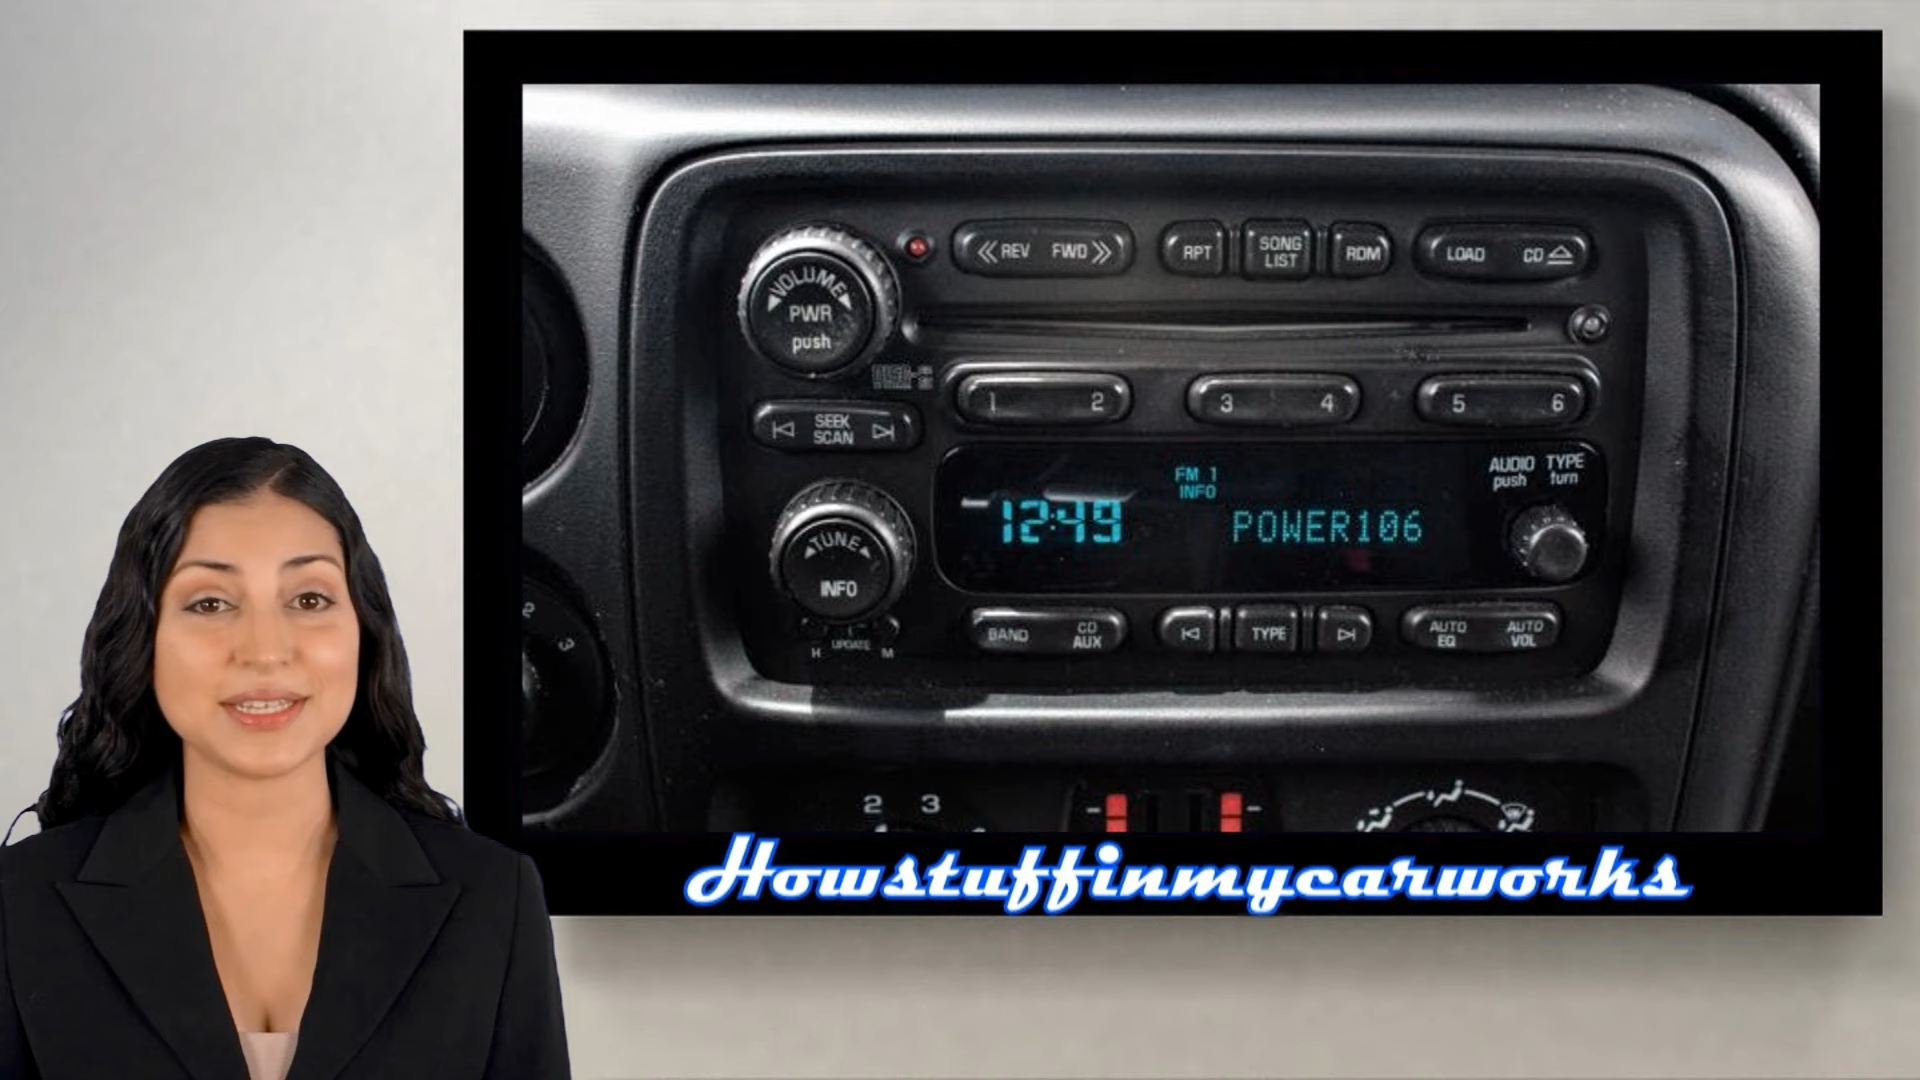 REV FWD
RPT
SONG
LIST
RDM
LOAD CD
VOLUME
PWR
push
1 2
3 4
5 6
SEEK
SCAN
FM 1
INFO
AUDIO TYPE
push turn
12:49
POWER106
TUNE
INFO
H UPDATE M
BAND
CD
AUX
TYPE
AUTO
EQ
AUTO
VOL
2
3
2 3
Howstuffinmycarworks